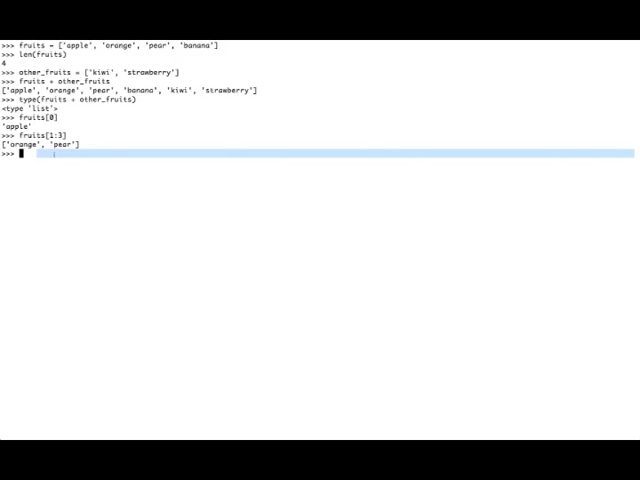 >>> fruits = ['apple', 'orange', 'pear', 'banana']
>>> len(fruits)
4
>>> other_fruits = ['kiwi', 'strawberry']
>>> fruits + other_fruits
['apple', 'orange', 'pear', 'banana', 'kiwi', 'strawberry']
>>> type(fruits + other_fruits)
<type 'list'>
>>> fruits[0]
'apple'
>>> fruits[1:3]
['orange', 'pear']
>>>